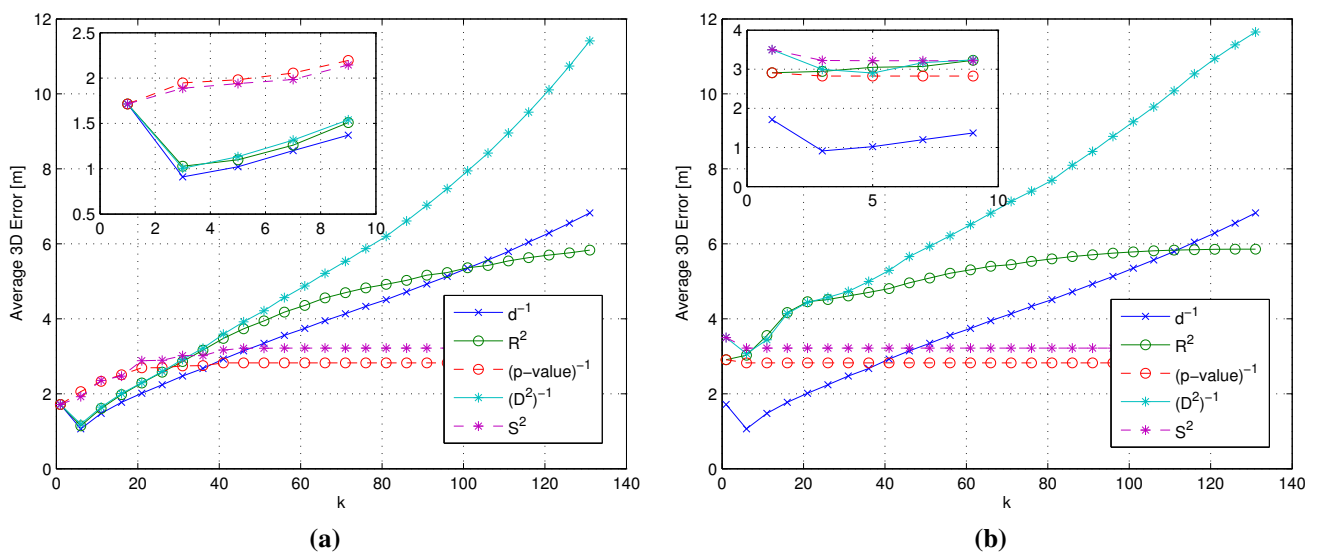 12
10
8
6
4
2
0
Average 3D Error [m]
2.5
2
1.5
1
0.5
0 2 4 6 8 10
d⁻¹
R²
(p−value)⁻¹
(D²)⁻¹
S²
0 20 40 60 80 100 120 140
k
(a)
12
10
8
6
4
2
0
Average 3D Error [m]
4
3
2
1
0
0 5 10
d⁻¹
R²
(p−value)⁻¹
(D²)⁻¹
S²
0 20 40 60 80 100 120 140
k
(b)